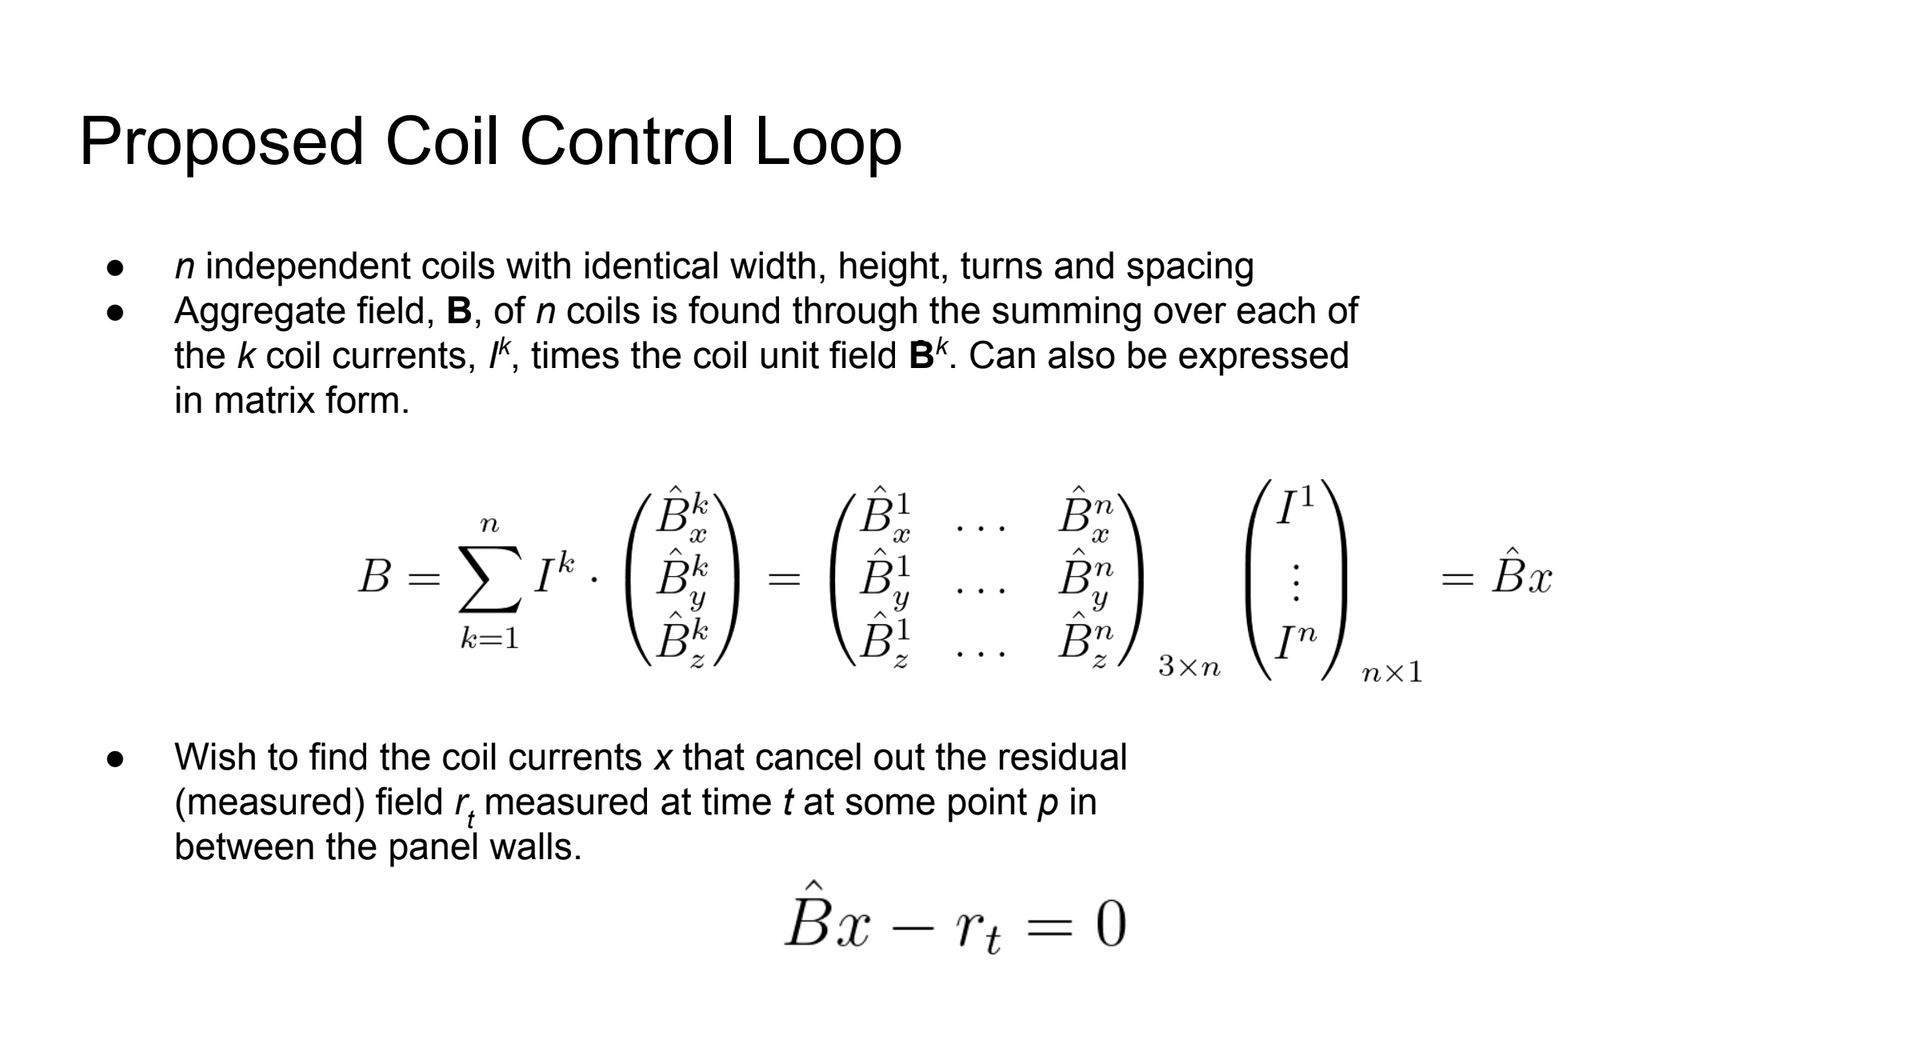 Proposed Coil Control Loop
● n independent coils with identical width, height, turns and spacing
● Aggregate field, B, of n coils is found through the summing over each of
the k coil currents, I^k, times the coil unit field B^k. Can also be expressed
in matrix form.
B = \sum_{k=1}^{n} I^k \cdot \begin{pmatrix} \hat{B}_x^k \\ \hat{B}_y^k \\ \hat{B}_z^k \end{pmatrix} = \begin{pmatrix} \hat{B}_x^1 & \dots & \hat{B}_x^n \\ \hat{B}_y^1 & \dots & \hat{B}_y^n \\ \hat{B}_z^1 & \dots & \hat{B}_z^n \end{pmatrix}_{3 \times n} \begin{pmatrix} I^1 \\ \vdots \\ I^n \end{pmatrix}_{n \times 1} = \hat{B}x
● Wish to find the coil currents x that cancel out the residual
(measured) field r_t measured at time t at some point p in
between the panel walls.
\hat{B}x - r_t = 0